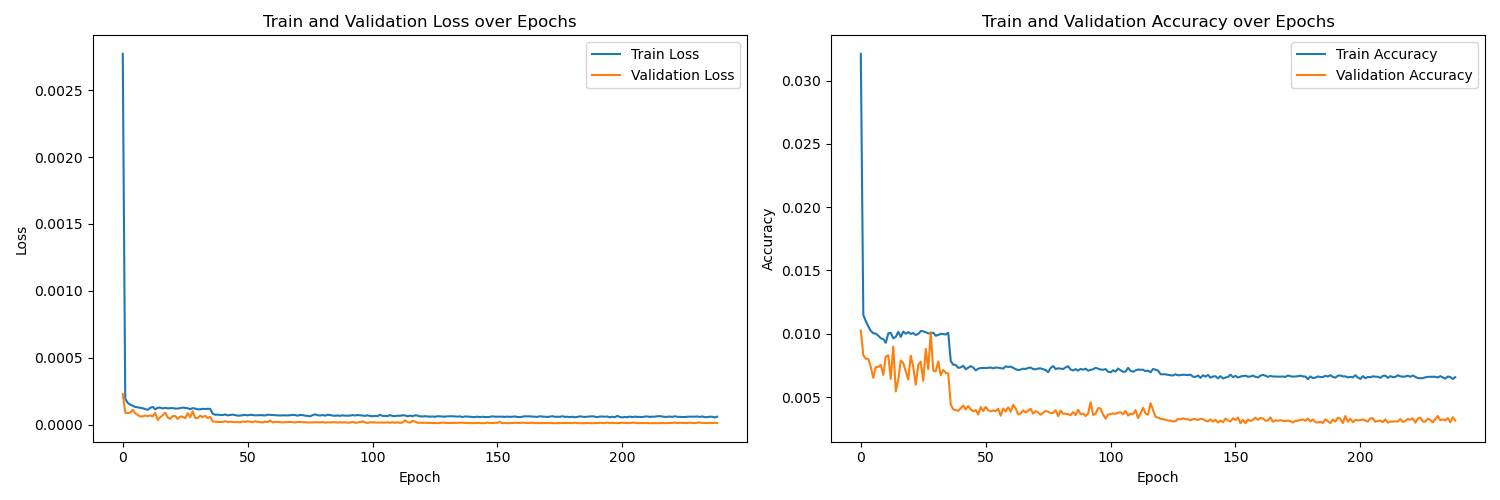 Train and Validation Loss over Epochs
Train Loss
Validation Loss
0.0025
0.0020
0.0015
0.0010
0.0005
0.0000
Loss
0 50 100 150 200
Epoch
Train and Validation Accuracy over Epochs
Train Accuracy
Validation Accuracy
0.030
0.025
0.020
0.015
0.010
0.005
Accuracy
0 50 100 150 200
Epoch